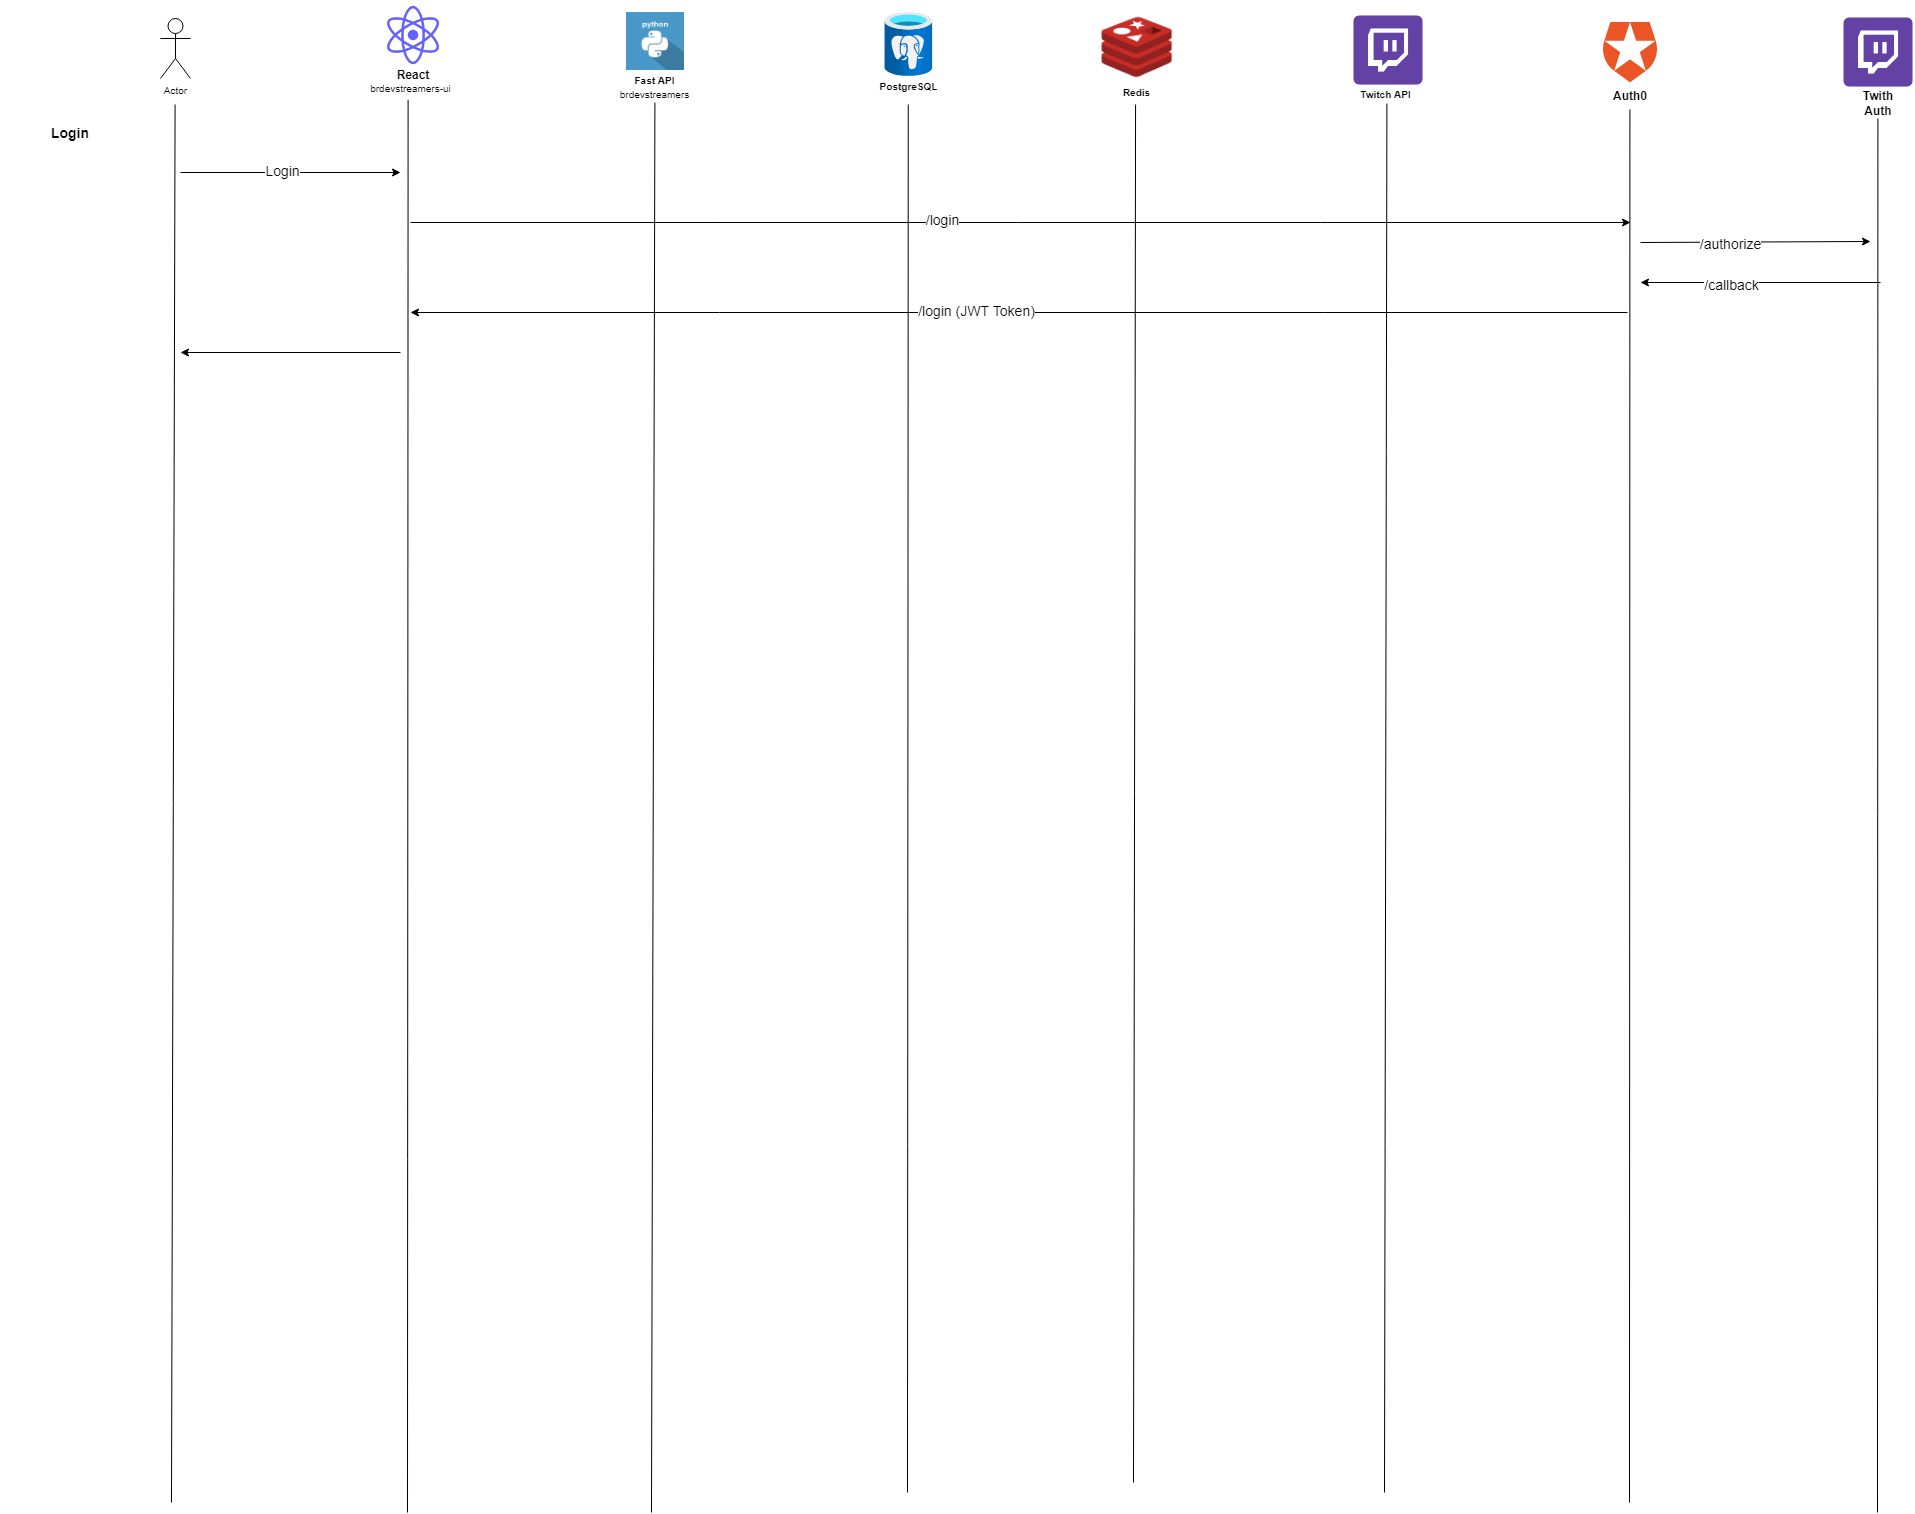 Actor
React
brdevstreamers-ui
python
Fast API
brdevstreamers
PostgreSQL
Redis
Twitch API
Auth0
Twith
Auth
Login
Login
/login
/authorize
/callback
/login (JWT Token)